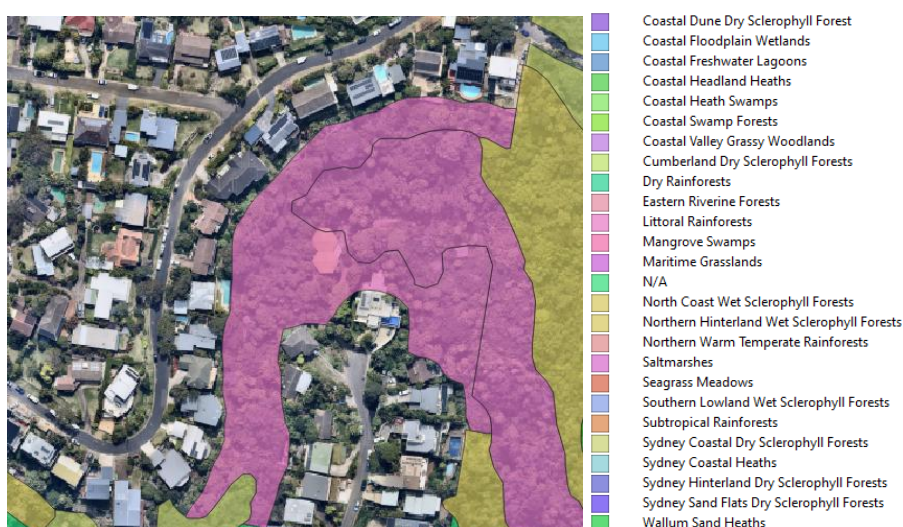 Coastal Dune Dry Sclerophyll Forest
Coastal Floodplain Wetlands
Coastal Freshwater Lagoons
Coastal Headland Heaths
Coastal Heath Swamps
Coastal Swamp Forests
Coastal Valley Grassy Woodlands
Cumberland Dry Sclerophyll Forests
Dry Rainforests
Eastern Riverine Forests
Littoral Rainforests
Mangrove Swamps
Maritime Grasslands
N/A
North Coast Wet Sclerophyll Forests
Northern Hinterland Wet Sclerophyll Forests
Northern Warm Temperate Rainforests
Saltmarshes
Seagrass Meadows
Southern Lowland Wet Sclerophyll Forests
Subtropical Rainforests
Sydney Coastal Dry Sclerophyll Forests
Sydney Coastal Heaths
Sydney Hinterland Dry Sclerophyll Forests
Sydney Sand Flats Dry Sclerophyll Forests
Wallum Sand Heaths